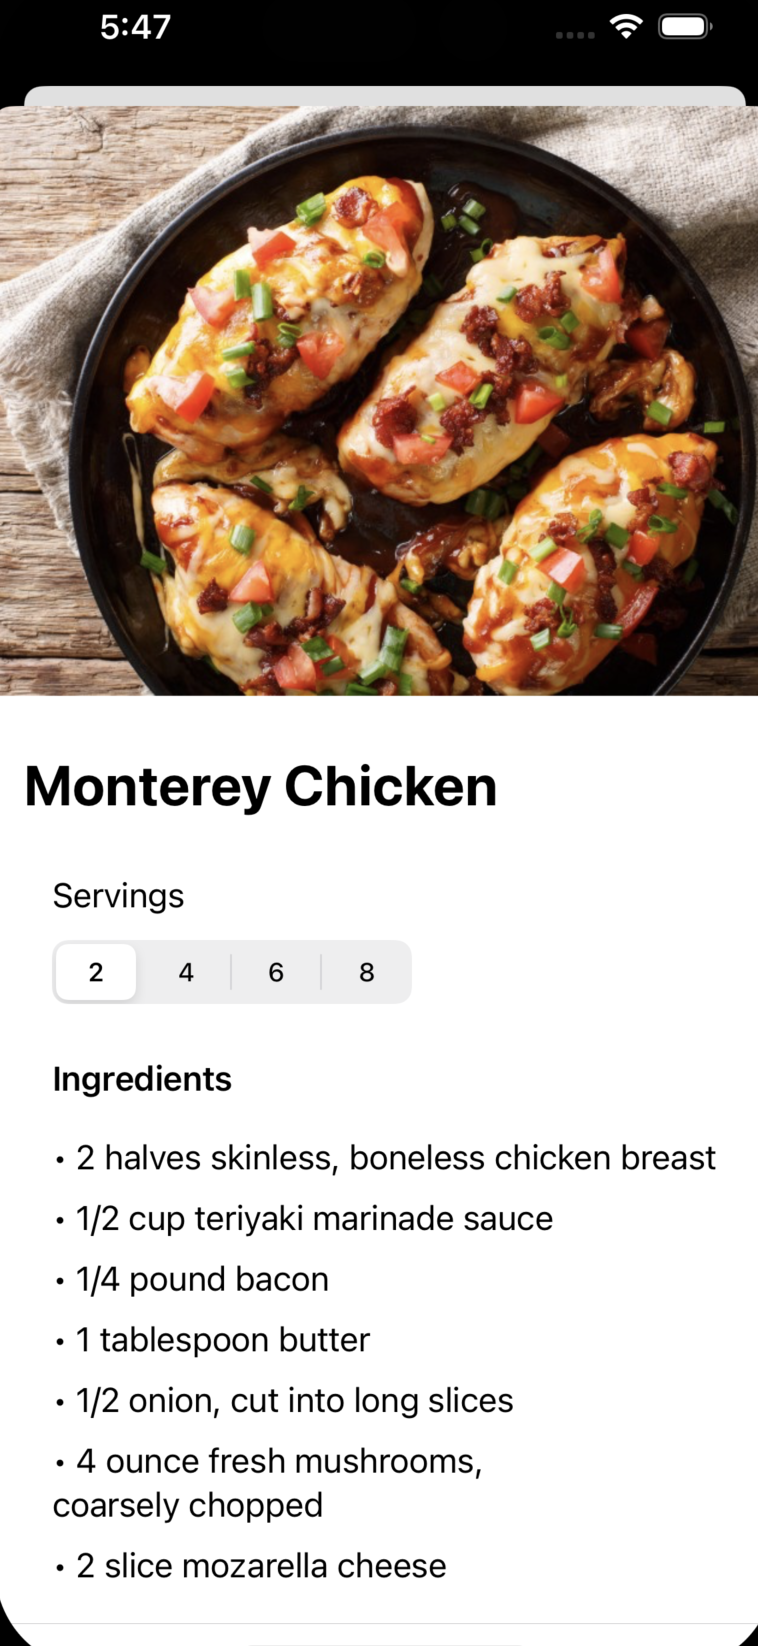 5:47
Monterey Chicken
Servings
2 4 6 8
Ingredients
• 2 halves skinless, boneless chicken breast
• 1/2 cup teriyaki marinade sauce
• 1/4 pound bacon
• 1 tablespoon butter
• 1/2 onion, cut into long slices
• 4 ounce fresh mushrooms,
coarsely chopped
• 2 slice mozarella cheese